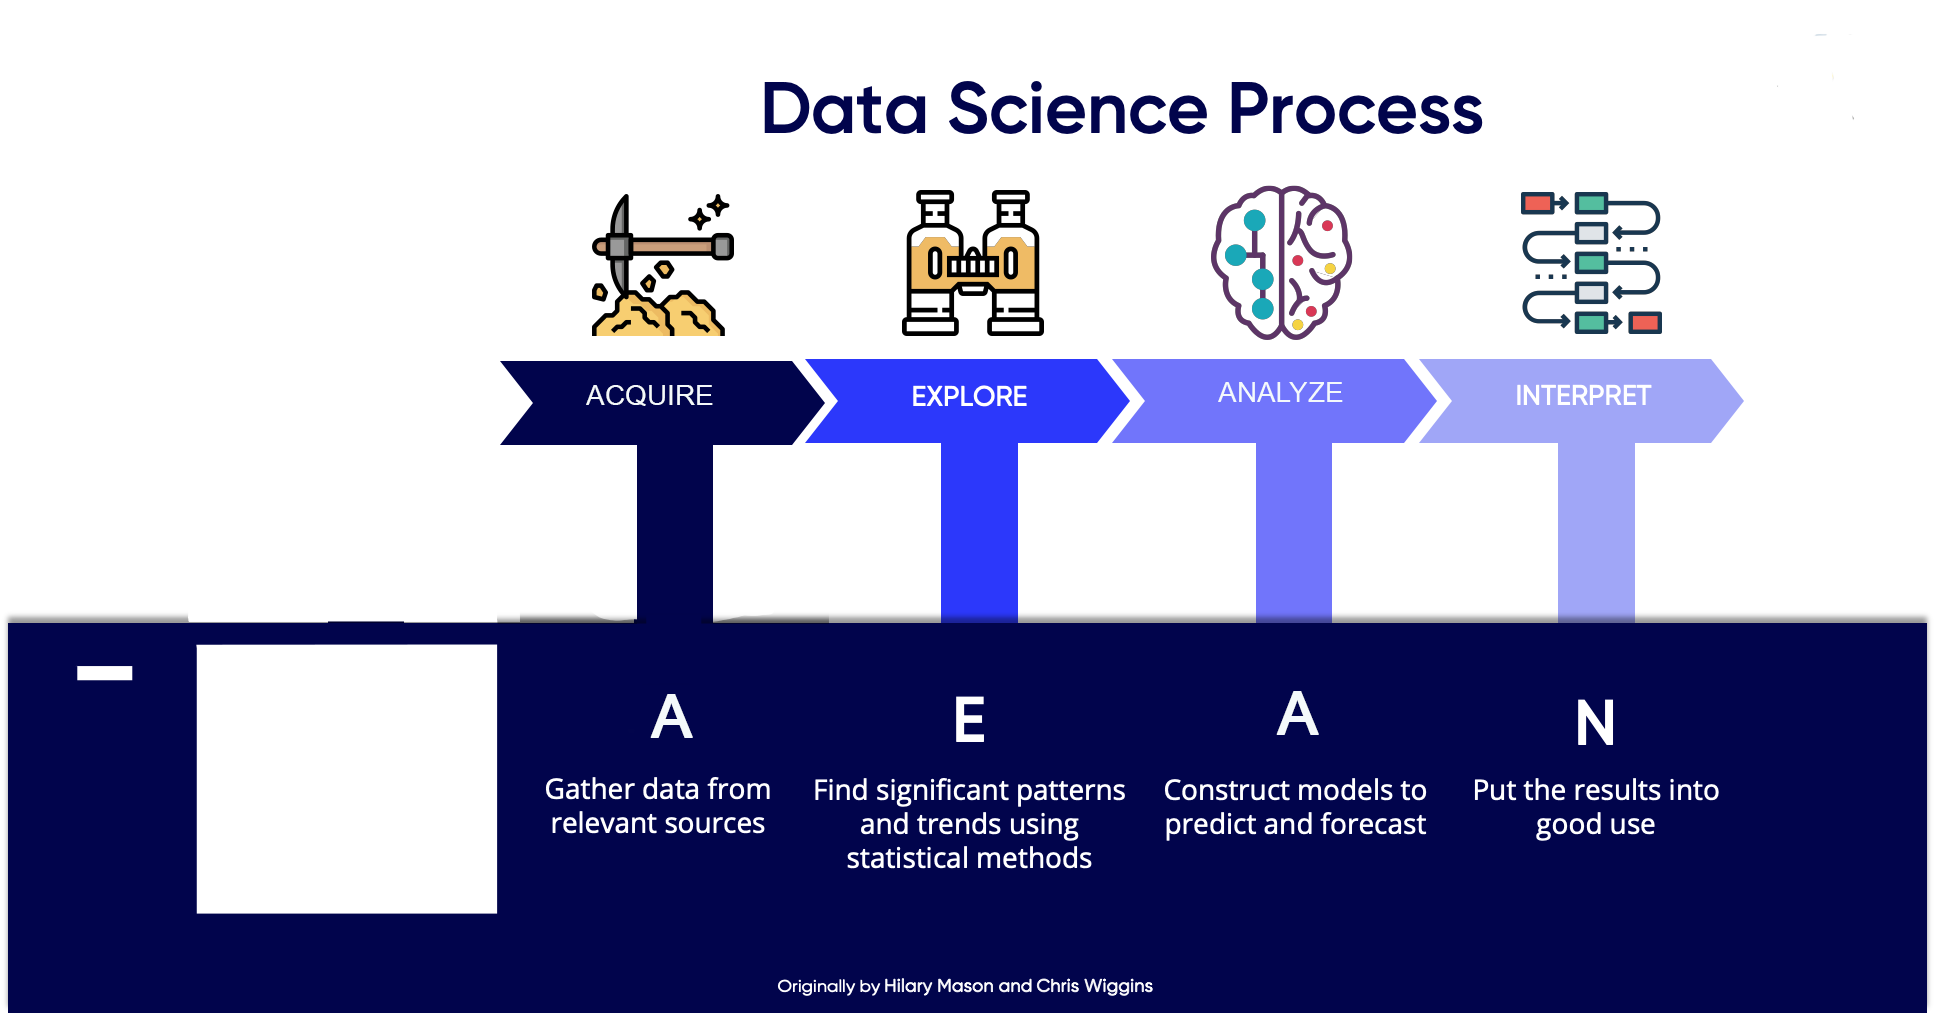 Data Science Process
ACQUIRE
EXPLORE
ANALYZE
INTERPRET
A
Gather data from
relevant sources
E
Find significant patterns
and trends using
statistical methods
A
Construct models to
predict and forecast
N
Put the results into
good use
Originally by Hilary Mason and Chris Wiggins